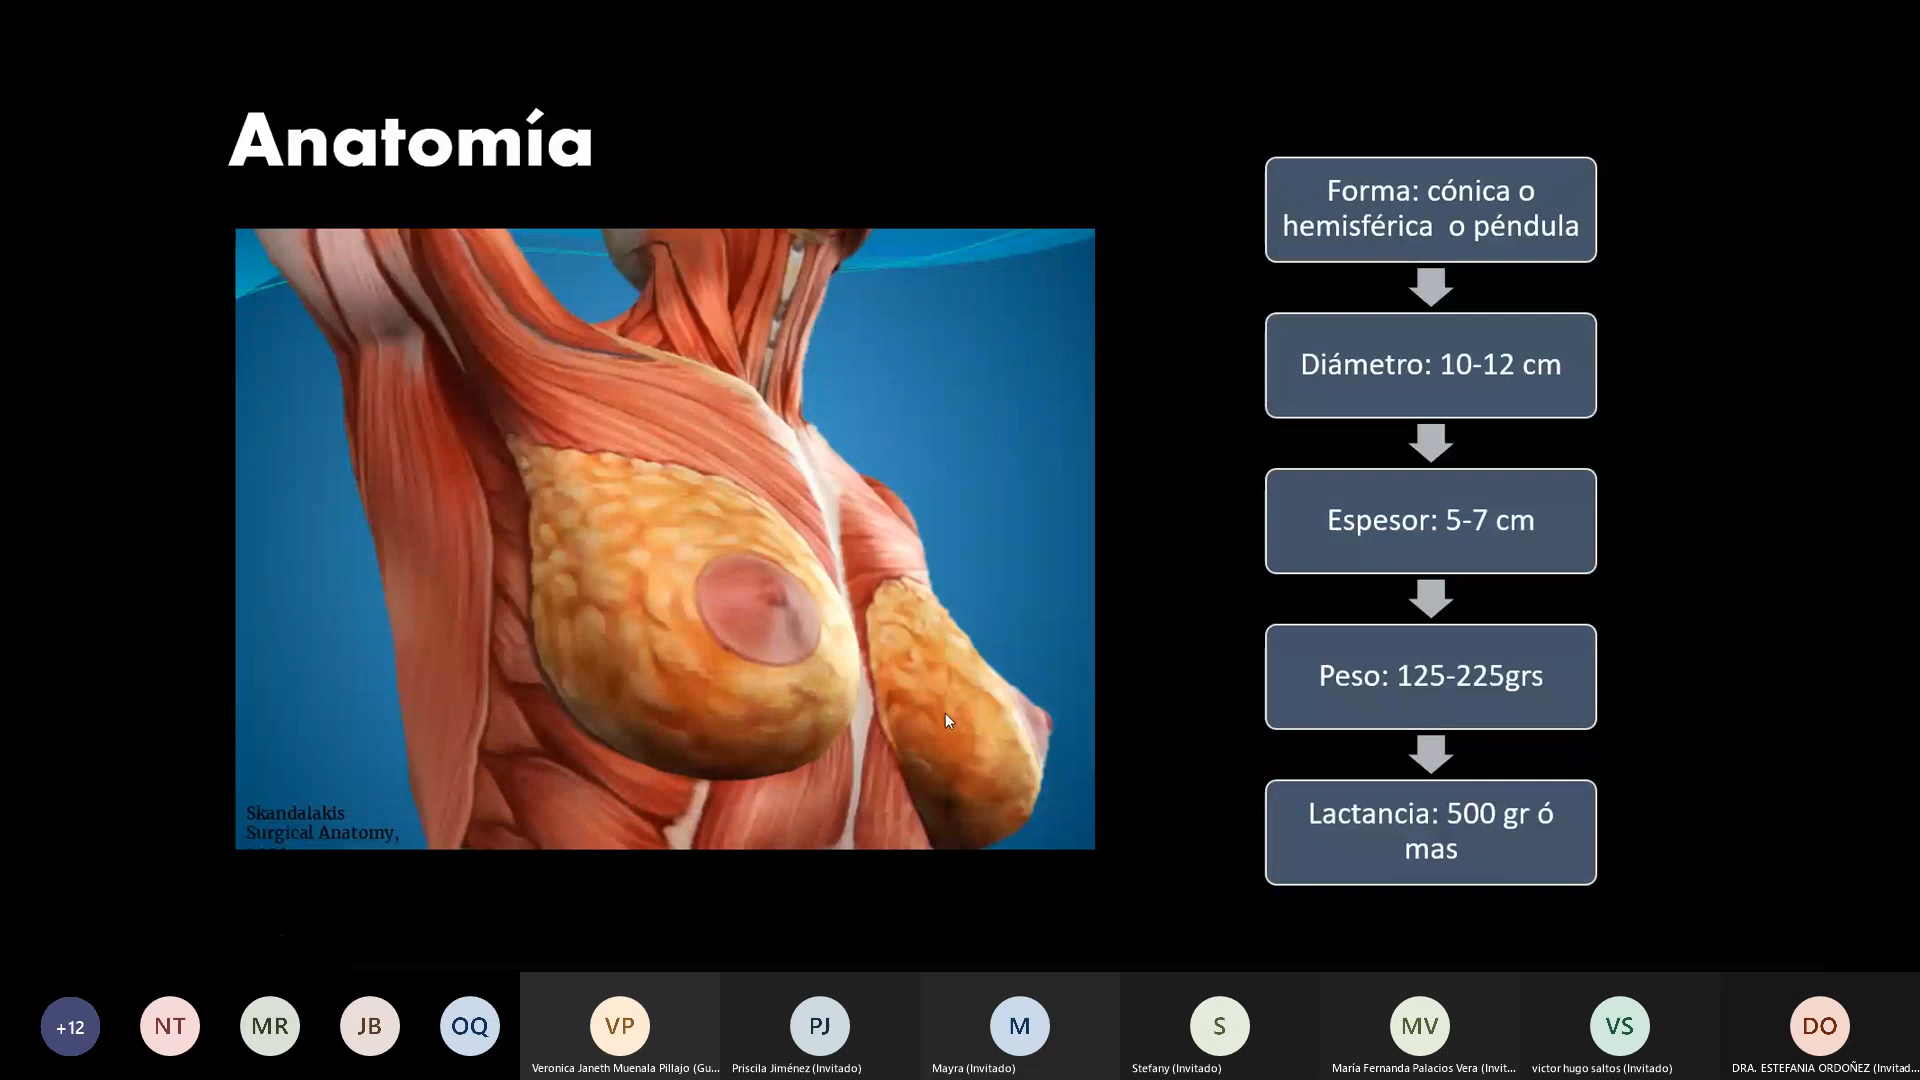 Anatomía
Forma: cónica o
hemisférica o péndula
Diámetro: 10-12 cm
Espesor: 5-7 cm
Peso: 125-225grs
Lactancia: 500 gr ó
mas
Skandalakis
Surgical Anatomy,
+12
NT
MR
JB
OQ
VP
PJ
M
S
MV
VS
DO
Veronica Janeth Muenala Pillajo (Gu...
Priscila Jiménez (Invitado)
Mayra (Invitado)
Stefany (Invitado)
María Fernanda Palacios Vera (Invit...
victor hugo saltos (Invitado)
DRA. ESTEFANIA ORDOÑEZ (Invitad...